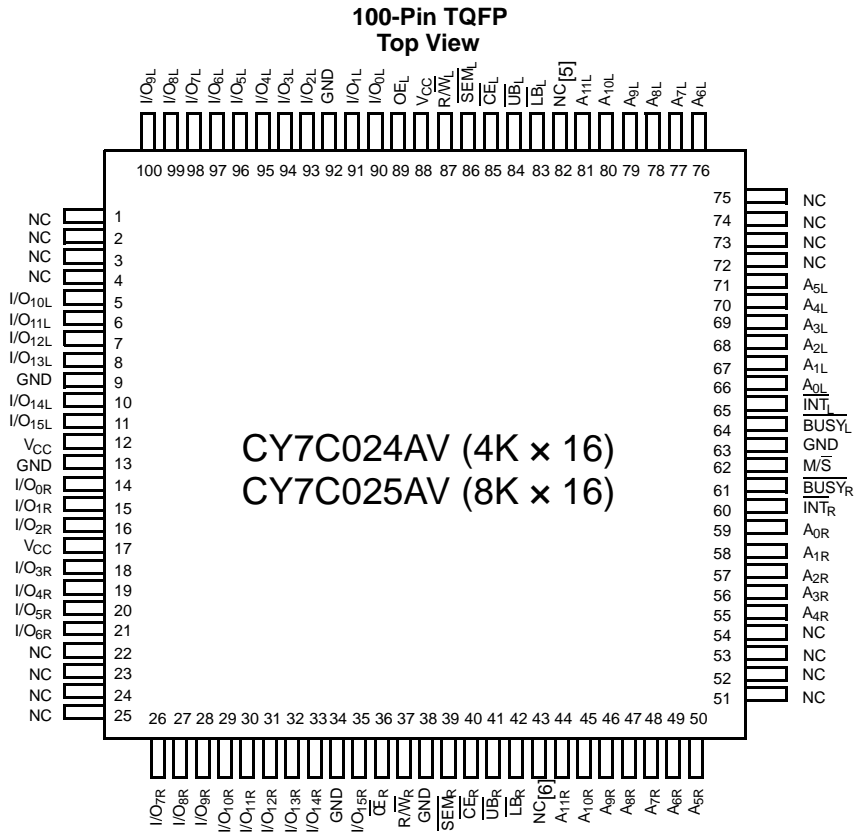 100-Pin TQFP
Top View
I/O9L I/O8L I/O7L I/O6L I/O5L I/O4L I/O3L I/O2L GND I/O1L I/O0L OEL VCC R/WL SEML CEL UBL LBL NC[5] A11L A10L A9L A8L A7L A6L
100 99 98 97 96 95 94 93 92 91 90 89 88 87 86 85 84 83 82 81 80 79 78 77 76
NC 1
NC 2
NC 3
NC 4
I/O10L 5
I/O11L 6
I/O12L 7
I/O13L 8
GND 9
I/O14L 10
I/O15L 11
VCC 12
GND 13
I/O0R 14
I/O1R 15
I/O2R 16
VCC 17
I/O3R 18
I/O4R 19
I/O5R 20
I/O6R 21
NC 22
NC 23
NC 24
NC 25
CY7C024AV (4K × 16)
CY7C025AV (8K × 16)
75 NC
74 NC
73 NC
72 NC
71 A5L
70 A4L
69 A3L
68 A2L
67 A1L
66 A0L
65 INTL
64 BUSYL
63 GND
62 M/S
61 BUSYR
60 INTR
59 A0R
58 A1R
57 A2R
56 A3R
55 A4R
54 NC
53 NC
52 NC
51 NC
26 27 28 29 30 31 32 33 34 35 36 37 38 39 40 41 42 43 44 45 46 47 48 49 50
I/O7R I/O8R I/O9R I/O10R I/O11R I/O12R I/O13R I/O14R GND I/O15R OER R/WR GND SEMR CER UBR LBR NC[6] A11R A10R A9R A8R A7R A6R A5R